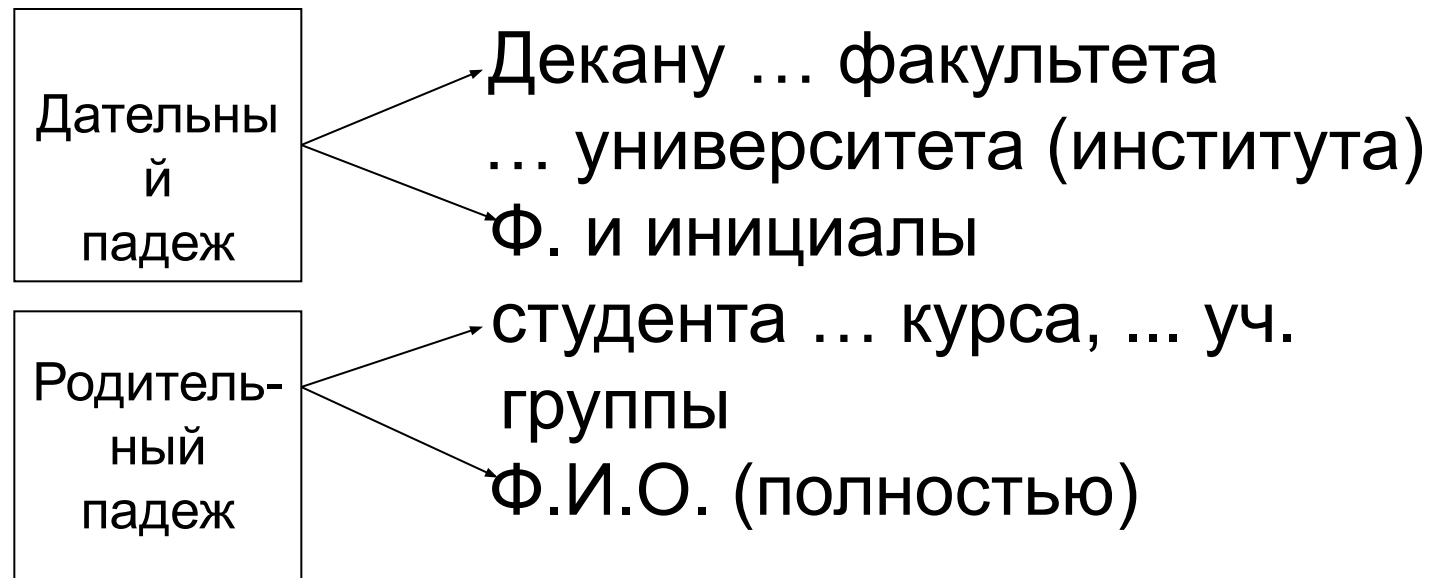 Дательны
й
падеж
Декану … факультета
… университета (института)
Ф. и инициалы
Родитель-
ный
падеж
студента … курса, ... уч.
группы
Ф.И.О. (полностью)